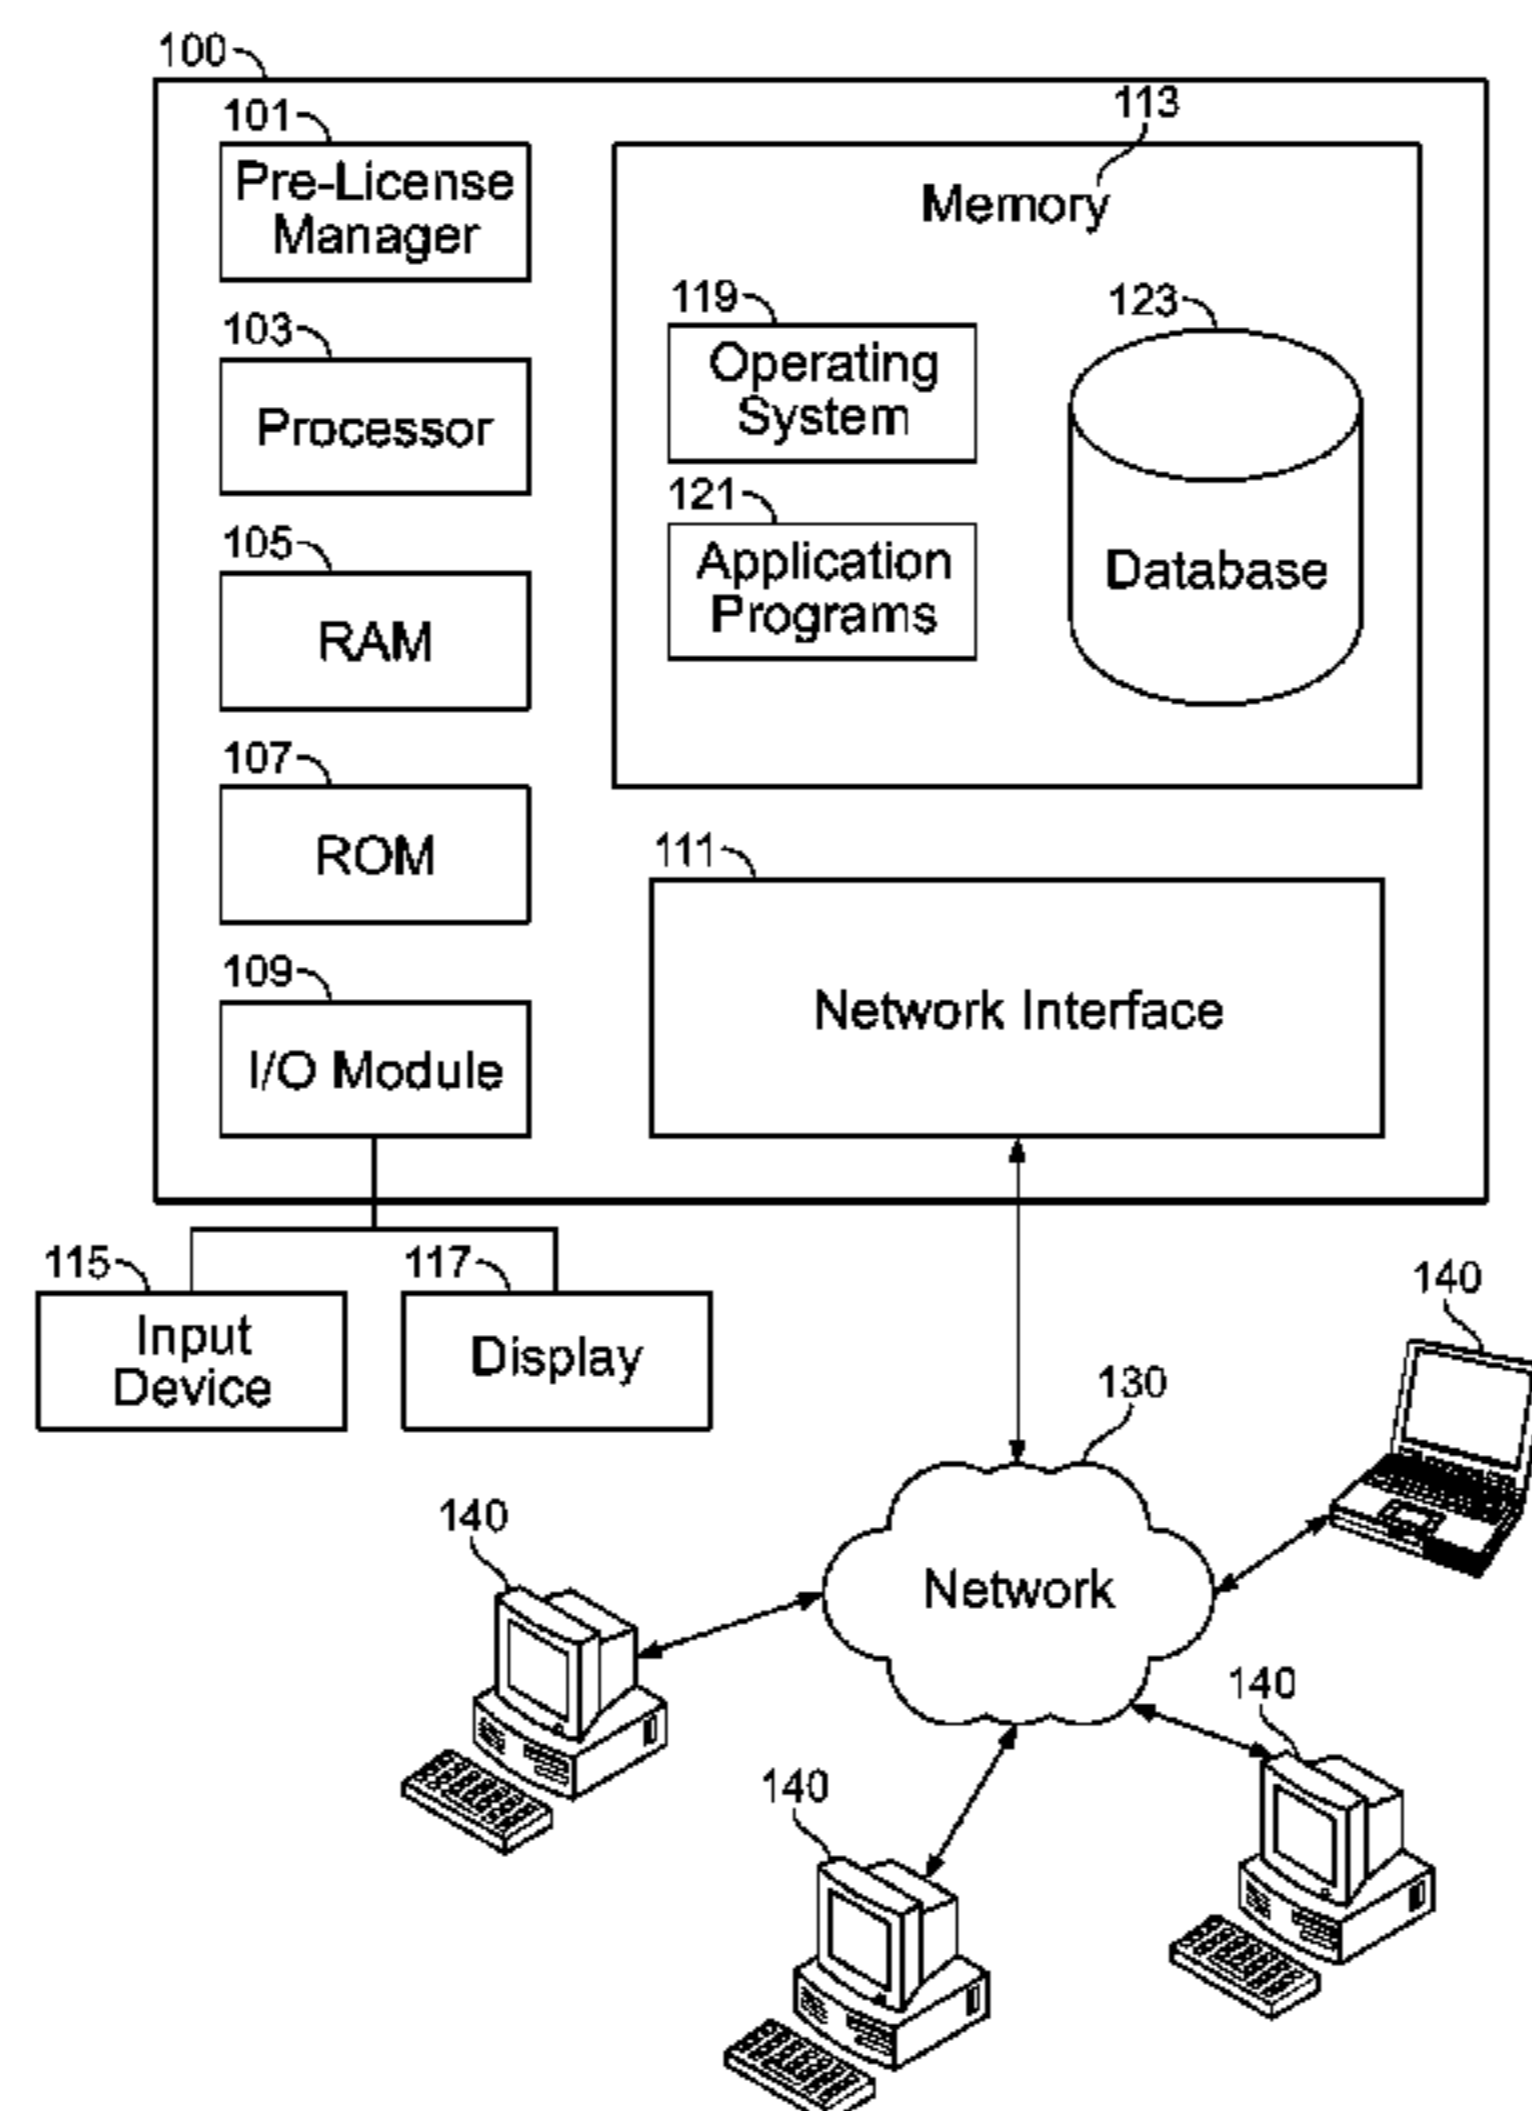 100
101
Pre-License
Manager
103
Processor
105
RAM
107
ROM
109
I/O Module
113
Memory
119
Operating
System
121
Application
Programs
123
Database
111
Network Interface
115
Input
Device
117
Display
130
Network
140
140
140
140